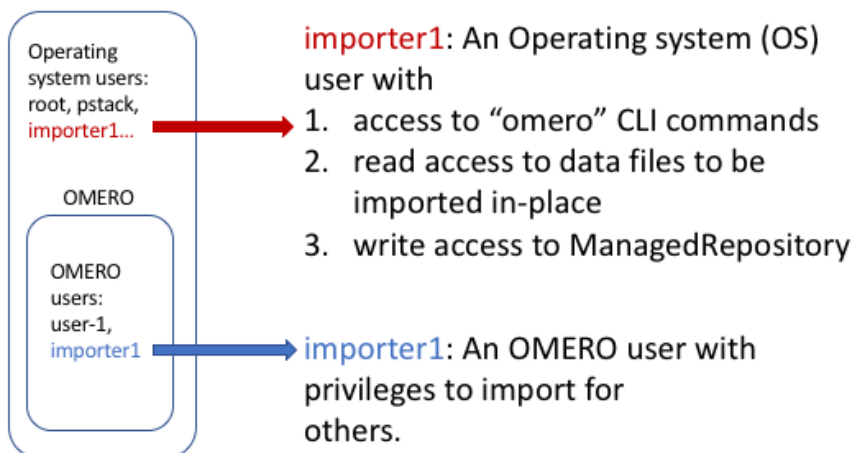 Operating
system users:
root, pstack,
importer1...
OMERO
OMERO
users:
user-1,
importer1
importer1: An Operating system (OS)
user with
1. access to “omero” CLI commands
2. read access to data files to be
imported in-place
3. write access to ManagedRepository
importer1: An OMERO user with
privileges to import for
others.